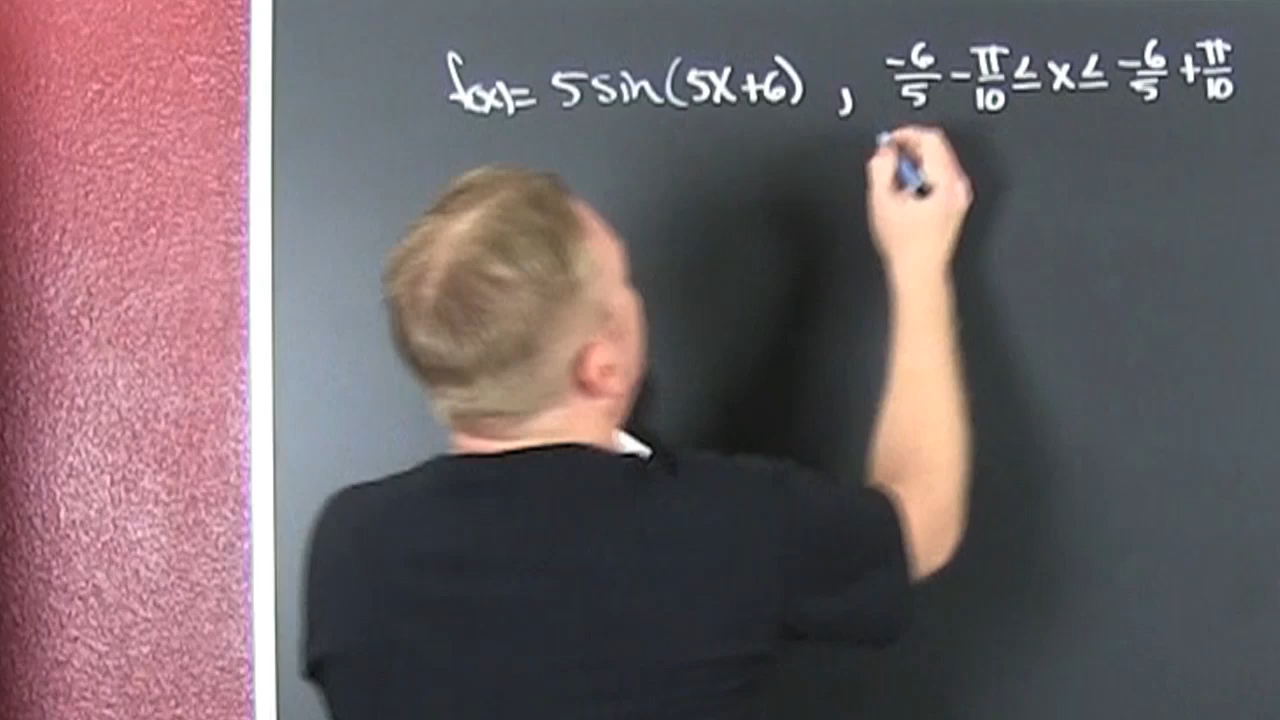 f(x)= 5sin(5x+6) , -6/5 - π/10 ≤ x ≤ -6/5 + π/10